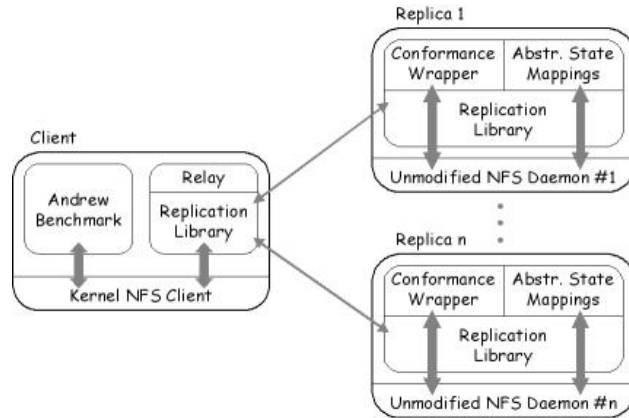 Client
Andrew
Benchmark
Relay
Replication
Library
Kernel NFS Client
Replica 1
Conformance
Wrapper
Abstr. State
Mappings
Replication
Library
Unmodified NFS Daemon #1
Replica n
Conformance
Wrapper
Abstr. State
Mappings
Replication
Library
Unmodified NFS Daemon #n